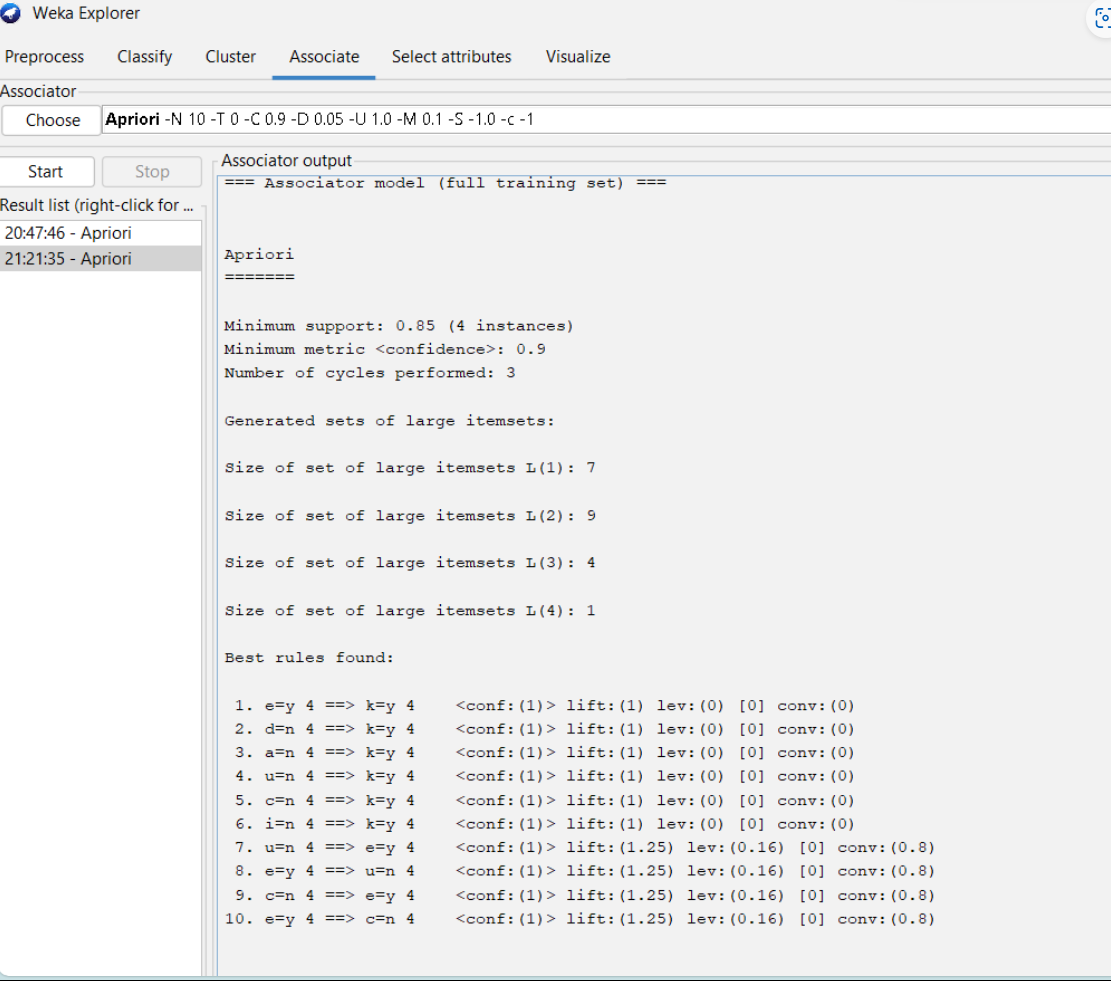 Weka Explorer
Preprocess Classify Cluster Associate Select attributes Visualize
Associator
Choose Apriori -N 10 -T 0 -C 0.9 -D 0.05 -U 1.0 -M 0.1 -S -1.0 -c -1
Start Stop
Result list (right-click for ...
20:47:46 - Apriori
21:21:35 - Apriori
Associator output
=== Associator model (full training set) ===
Apriori
=======
Minimum support: 0.85 (4 instances)
Minimum metric <confidence>: 0.9
Number of cycles performed: 3
Generated sets of large itemsets:
Size of set of large itemsets L(1): 7
Size of set of large itemsets L(2): 9
Size of set of large itemsets L(3): 4
Size of set of large itemsets L(4): 1
Best rules found:
1. e=y 4 ==> k=y 4 <conf:(1)> lift:(1) lev:(0) [0] conv:(0)
2. d=n 4 ==> k=y 4 <conf:(1)> lift:(1) lev:(0) [0] conv:(0)
3. a=n 4 ==> k=y 4 <conf:(1)> lift:(1) lev:(0) [0] conv:(0)
4. u=n 4 ==> k=y 4 <conf:(1)> lift:(1) lev:(0) [0] conv:(0)
5. c=n 4 ==> k=y 4 <conf:(1)> lift:(1) lev:(0) [0] conv:(0)
6. i=n 4 ==> k=y 4 <conf:(1)> lift:(1) lev:(0) [0] conv:(0)
7. u=n 4 ==> e=y 4 <conf:(1)> lift:(1.25) lev:(0.16) [0] conv:(0.8)
8. e=y 4 ==> u=n 4 <conf:(1)> lift:(1.25) lev:(0.16) [0] conv:(0.8)
9. c=n 4 ==> e=y 4 <conf:(1)> lift:(1.25) lev:(0.16) [0] conv:(0.8)
10. e=y 4 ==> c=n 4 <conf:(1)> lift:(1.25) lev:(0.16) [0] conv:(0.8)